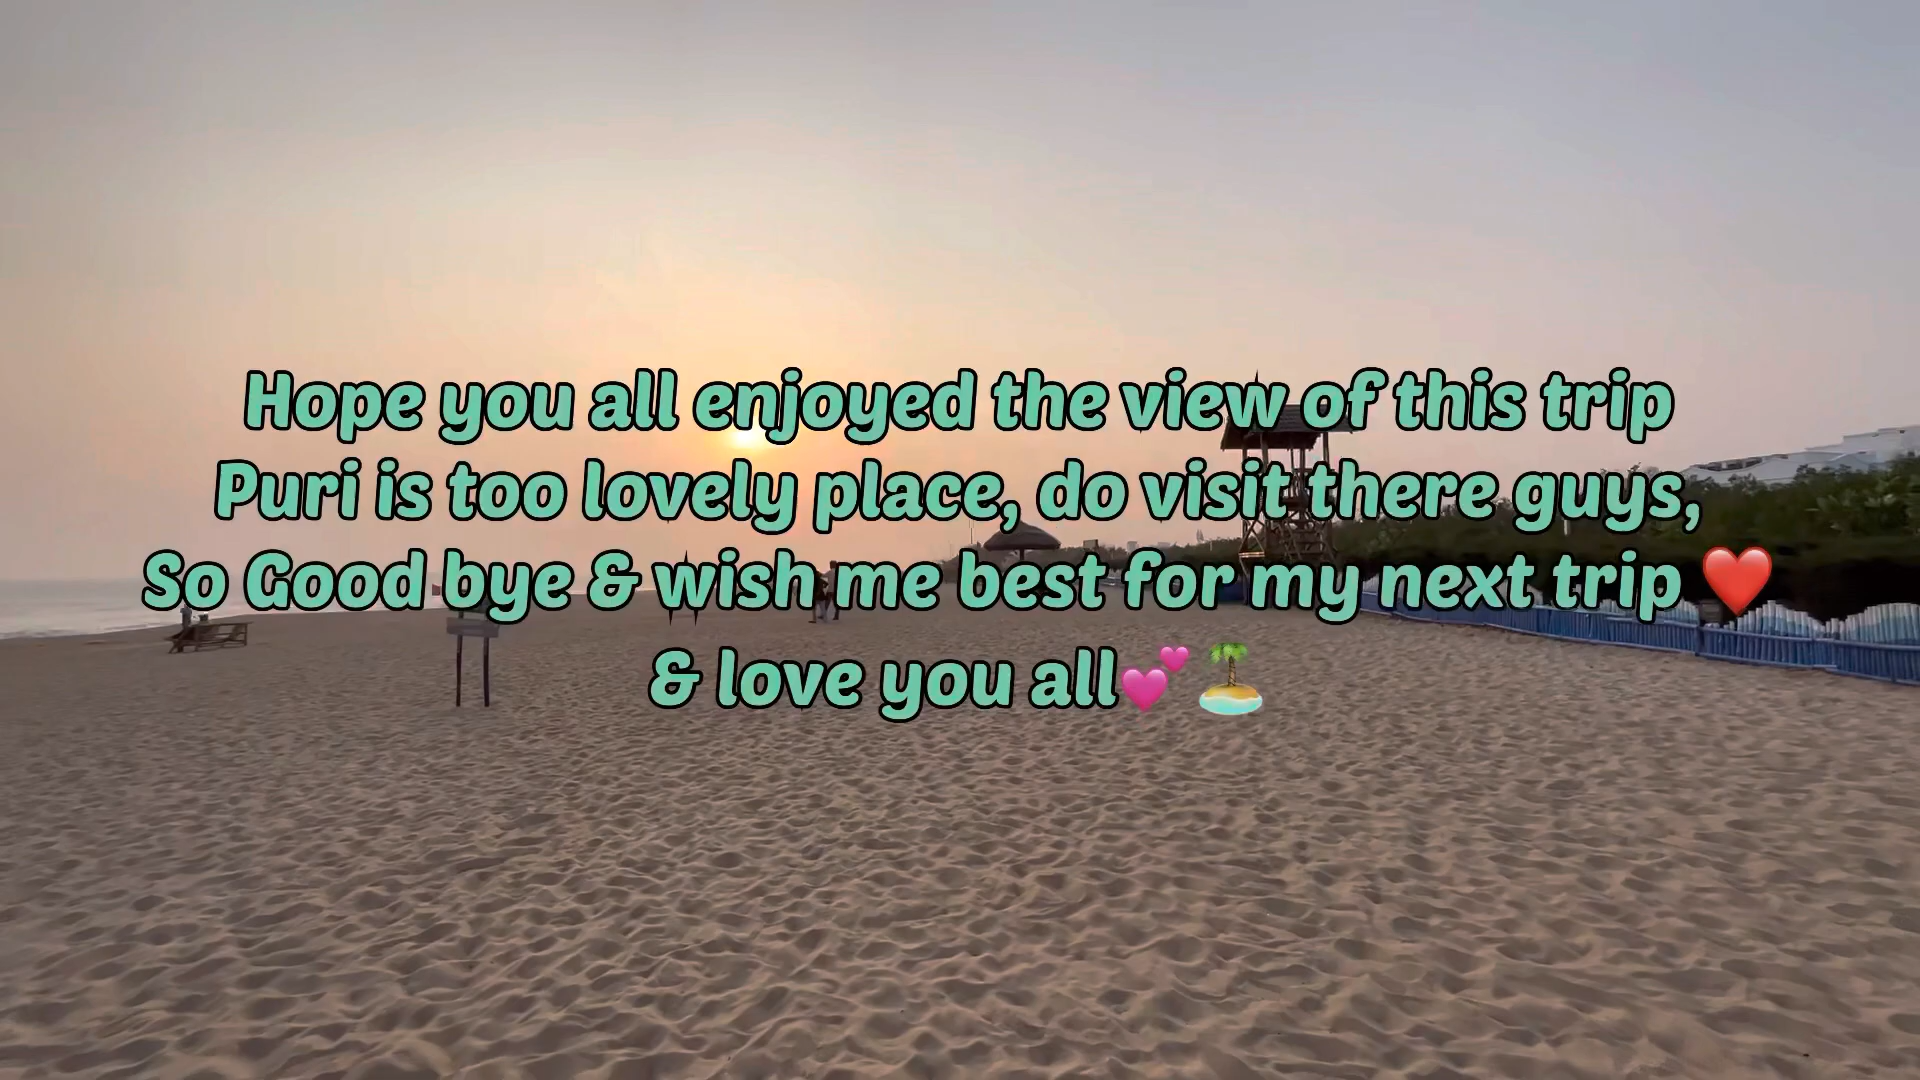 Hope you all enjoyed the view of this trip
Puri is too lovely place, do visit there guys,
So Good bye & wish me best for my next trip ❤️
& love you all💕🏝️